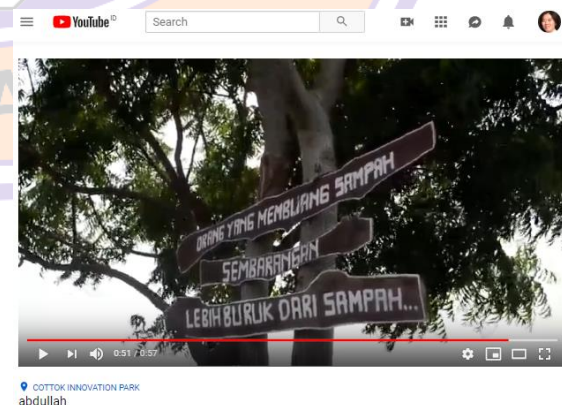 YouTube ID
Search
ORANG YANG MEMBUANG SAMPAH
SEMBARANGAN
LEBIH BURUK DARI SAMPAH...
0:51 / 0:57
COTTOK INNOVATION PARK
abdullah